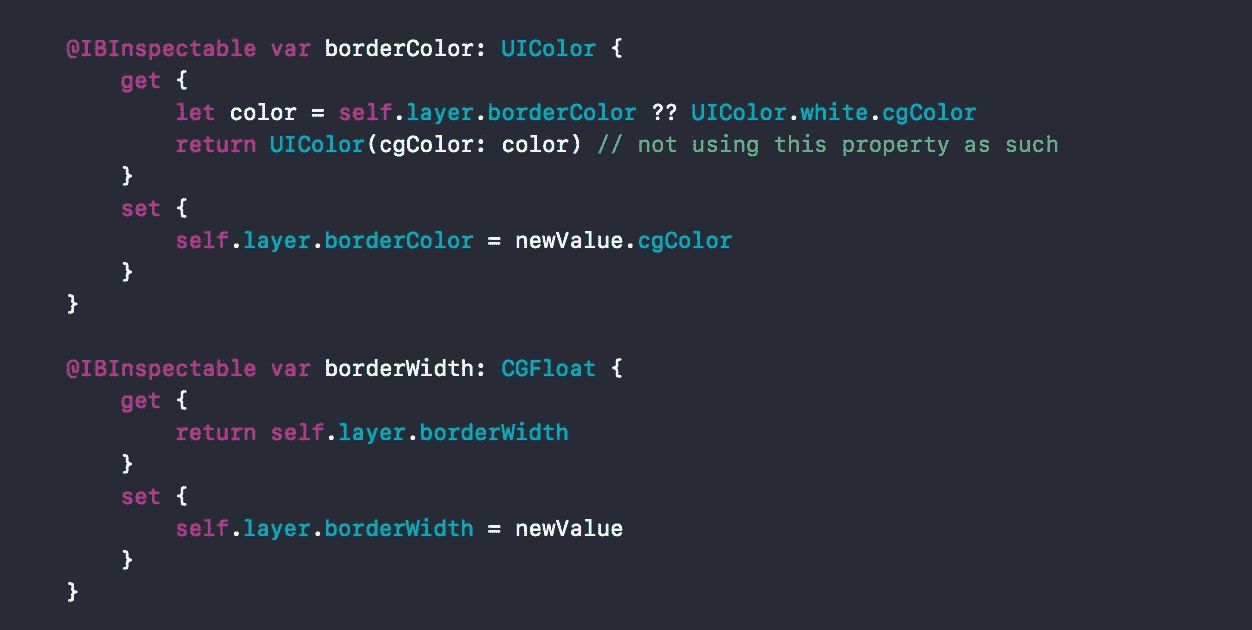 @IBInspectable var borderColor: UIColor {
    get {
        let color = self.layer.borderColor ?? UIColor.white.cgColor
        return UIColor(cgColor: color) // not using this property as such
    }
    set {
        self.layer.borderColor = newValue.cgColor
    }
}

@IBInspectable var borderWidth: CGFloat {
    get {
        return self.layer.borderWidth
    }
    set {
        self.layer.borderWidth = newValue
    }
}